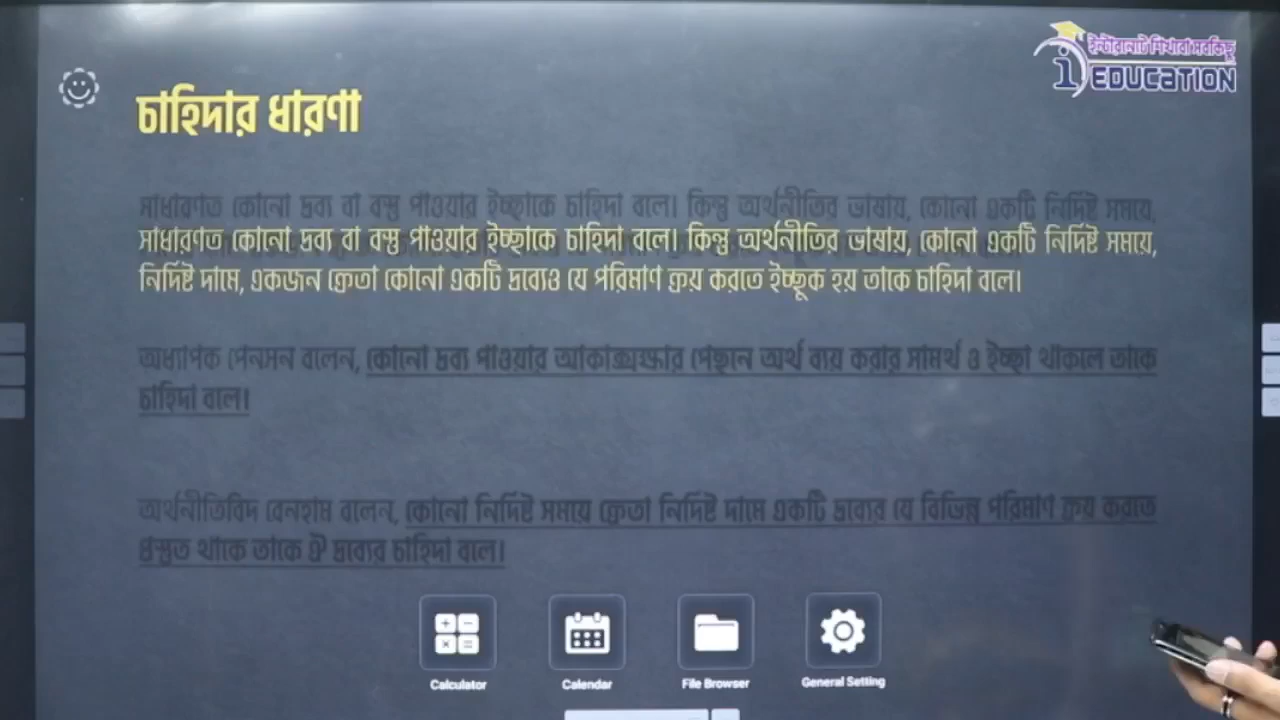 ইন্টারনেটে শিখবো সবকিছু
i EDUCATION
চাহিদার ধারণা
সাধারণত কোনো দ্রব্য বা বস্তু পাওয়ার ইচ্ছাকে চাহিদা বলে। কিন্তু অর্থনীতির ভাষায়, কোনো একটি নির্দিষ্ট সময়ে,
সাধারণত কোনো দ্রব্য বা বস্তু পাওয়ার ইচ্ছাকে চাহিদা বলে। কিন্তু অর্থনীতির ভাষায়, কোনো একটি নির্দিষ্ট সময়ে,
নির্দিষ্ট দামে, একজন ক্রেতা কোনো একটি দ্রব্যেও যে পরিমাণ ক্রয় করতে ইচ্ছুক হয় তাকে চাহিদা বলে।
অধ্যাপক পেনসন বলেন, কোনো দ্রব্য পাওয়ার আকাঙ্ক্ষার পেছনে অর্থ ব্যয় করার সামর্থ ও ইচ্ছা থাকলে তাকে
চাহিদা বলে।
অর্থনীতিবিদ বেনহাম বলেন, কোনো নির্দিষ্ট সময়ে ক্রেতা নির্দিষ্ট দামে একটি দ্রব্যের যে বিভিন্ন পরিমাণ ক্রয় করতে
প্রস্তুত থাকে তাকে ঐ দ্রব্যের চাহিদা বলে।
Calculator Calendar File Browser General Setting